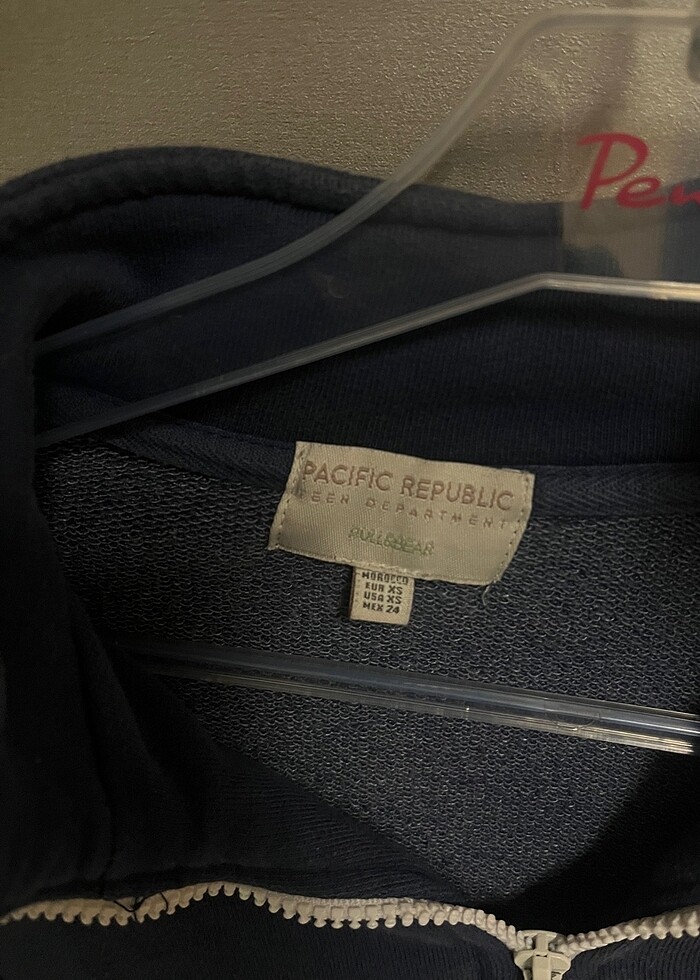 Pen
PACIFIC REPUBLIC
TEEN DEPARTMENT
PULL&BEAR
MOROCCO
EUR XS
USA XS
MEX 24